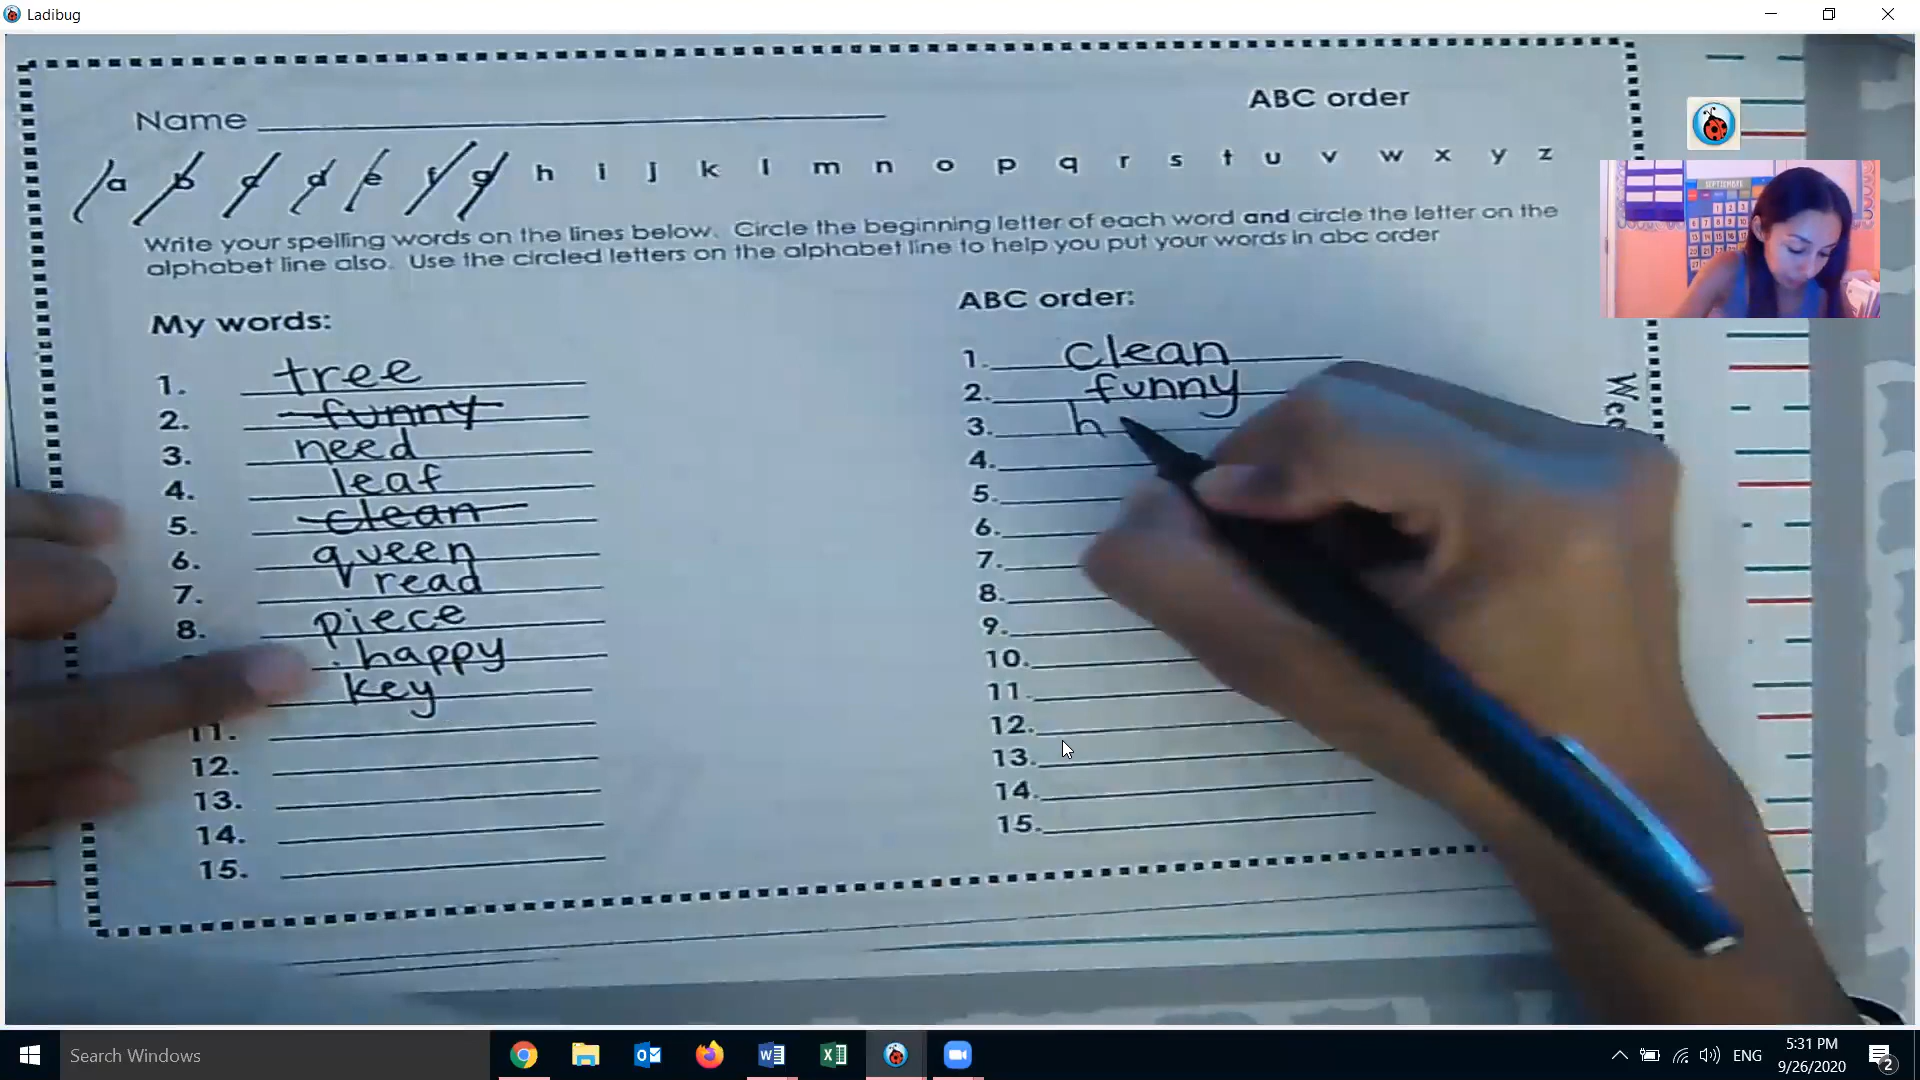 Ladibug
Name
ABC order
a b c d e f g h i j k l m n o p q r s t u v w x y z
Write your spelling words on the lines below. Circle the beginning letter of each word and circle the letter on the
alphabet line also. Use the circled letters on the alphabet line to help you put your words in abc order
My words:
1. tree
2. funny
3. need
4. leaf
5. clean
6. queen
7. read
8. piece
happy
key
11.
12.
13.
14.
15.
ABC order:
1. clean
2. funny
3. h
4.
5.
6.
7.
8.
9.
10.
11.
12.
13.
14.
15.
SEPTIEMBRE
Search Windows
ENG
5:31 PM
9/26/2020
2